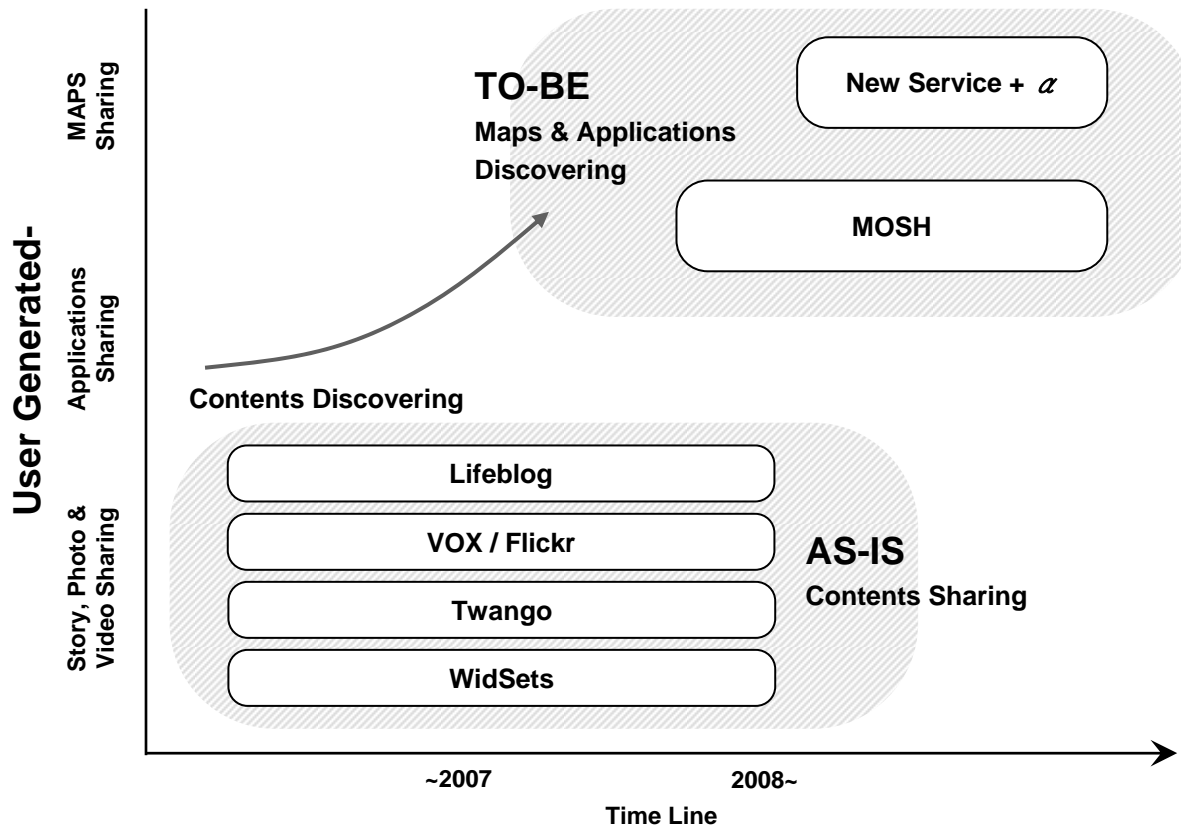 User Generated-
MAPS
Sharing
Applications
Sharing
Story, Photo &
Video Sharing
TO-BE
Maps & Applications
Discovering
New Service + α
MOSH
Contents Discovering
Lifeblog
VOX / Flickr
Twango
WidSets
AS-IS
Contents Sharing
~2007
2008~
Time Line